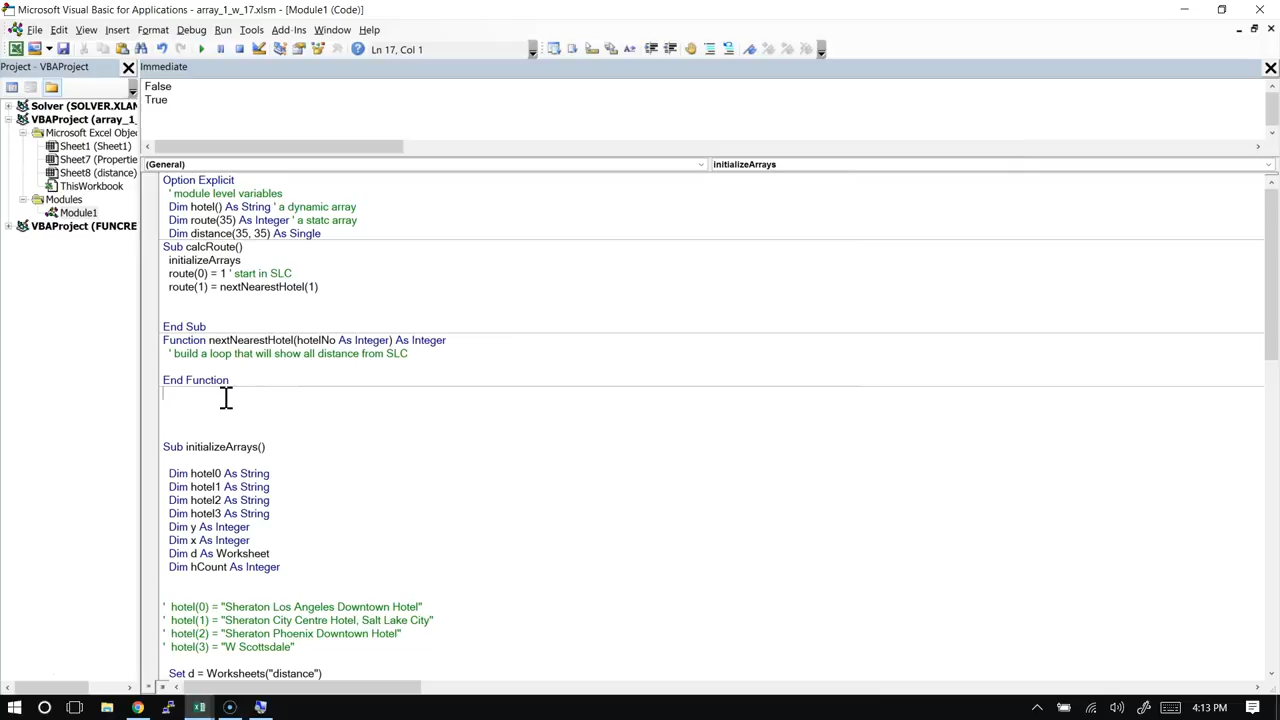 Microsoft Visual Basic for Applications - array_1_w_17.xlsm - [Module1 (Code)]
File Edit View Insert Format Debug Run Tools Add-Ins Window Help
Ln 17, Col 1
Project - VBAProject
Immediate
False
True
Solver (SOLVER.XLAN
VBAProject (array_1_
Microsoft Excel Obje
Sheet1 (Sheet1)
Sheet7 (Propertie
Sheet8 (distance)
ThisWorkbook
Modules
Module1
VBAProject (FUNCRE
(General) initializeArrays
Option Explicit
' module level variables
Dim hotel() As String ' a dynamic array
Dim route(35) As Integer ' a statc array
Dim distance(35, 35) As Single
Sub calcRoute()
initializeArrays
route(0) = 1 ' start in SLC
route(1) = nextNearestHotel(1)
End Sub
Function nextNearestHotel(hotelNo As Integer) As Integer
' build a loop that will show all distance from SLC
End Function
Sub initializeArrays()
Dim hotel0 As String
Dim hotel1 As String
Dim hotel2 As String
Dim hotel3 As String
Dim y As Integer
Dim x As Integer
Dim d As Worksheet
Dim hCount As Integer
' hotel(0) = "Sheraton Los Angeles Downtown Hotel"
' hotel(1) = "Sheraton City Centre Hotel, Salt Lake City"
' hotel(2) = "Sheraton Phoenix Downtown Hotel"
' hotel(3) = "W Scottsdale"
Set d = Worksheets("distance")
4:13 PM